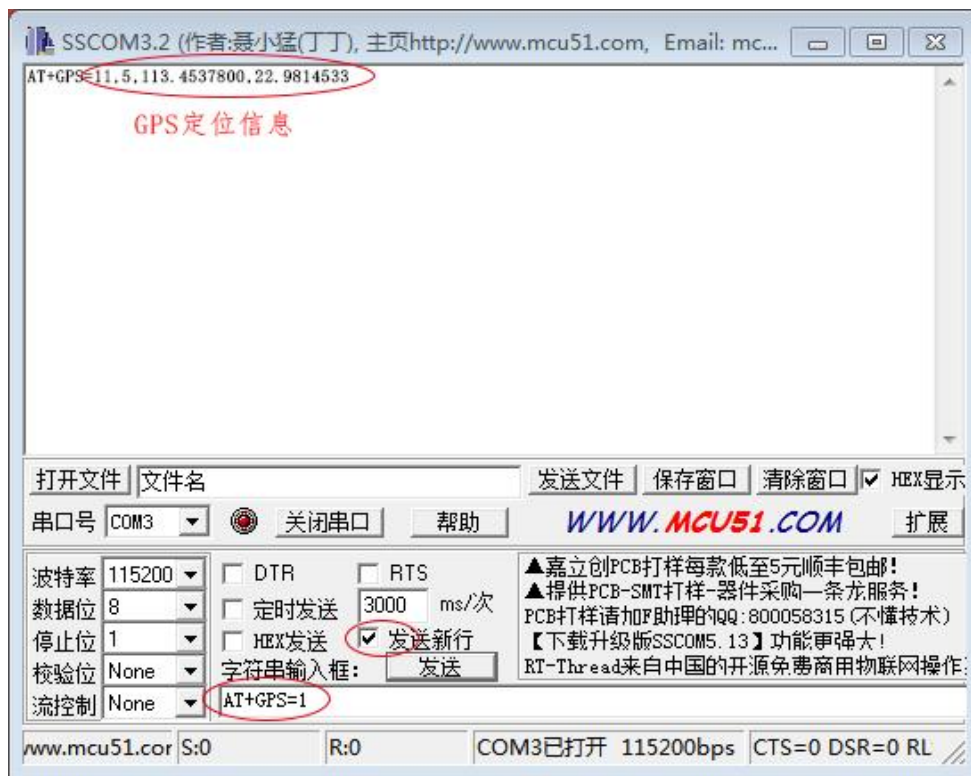 SSCOM3.2 (作者:聂小猛(丁丁), 主页http://www.mcu51.com, Email: mc...
AT+GPS=11,5,113.4537800,22.9814533
GPS定位信息
打开文件 文件名 发送文件 保存窗口 清除窗口 HEX显示
串口号 COM3 关闭串口 帮助 WWW.MCU51.COM 扩展
波特率 115200 DTR RTS
数据位 8 定时发送 3000 ms/次
停止位 1 HEX发送 发送新行
校验位 None 字符串输入框: 发送
流控制 None AT+GPS=1
▲嘉立创PCB打样每款低至5元顺丰包邮!
▲提供PCB-SMT打样-器件采购—条龙服务!
PCB打样请加F助理的QQ:800058315(不懂技术)
【下载升级版SSCOM5.13】功能更强大!
RT-Thread来自中国的开源免费商用物联网操作
www.mcu51.cor S:0 R:0 COM3已打开 115200bps CTS=0 DSR=0 RL